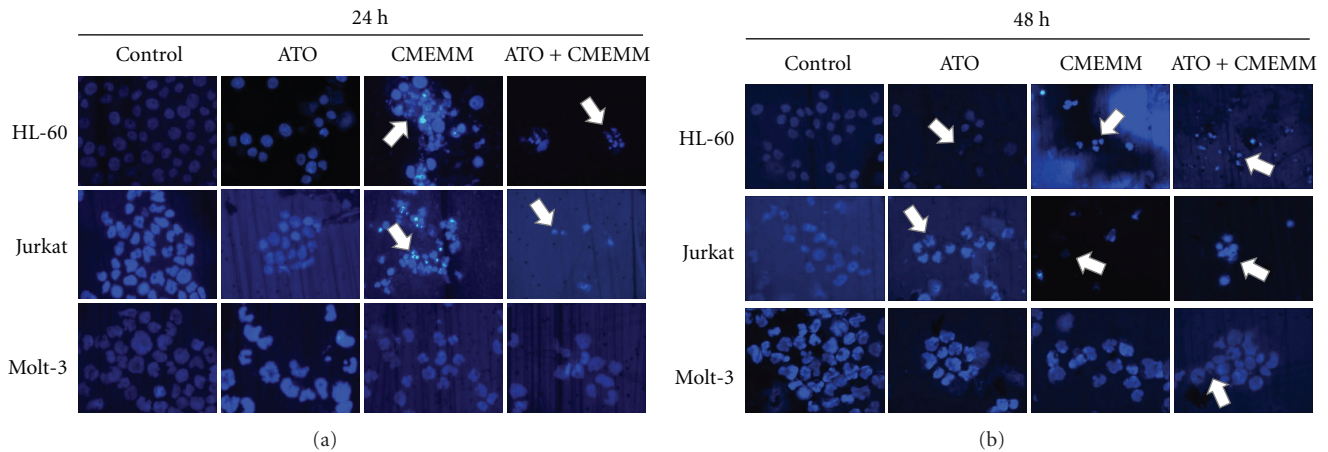 24 h
Control ATO CMEMM ATO + CMEMM
HL-60
Jurkat
Molt-3
(a)
48 h
Control ATO CMEMM ATO + CMEMM
HL-60
Jurkat
Molt-3
(b)